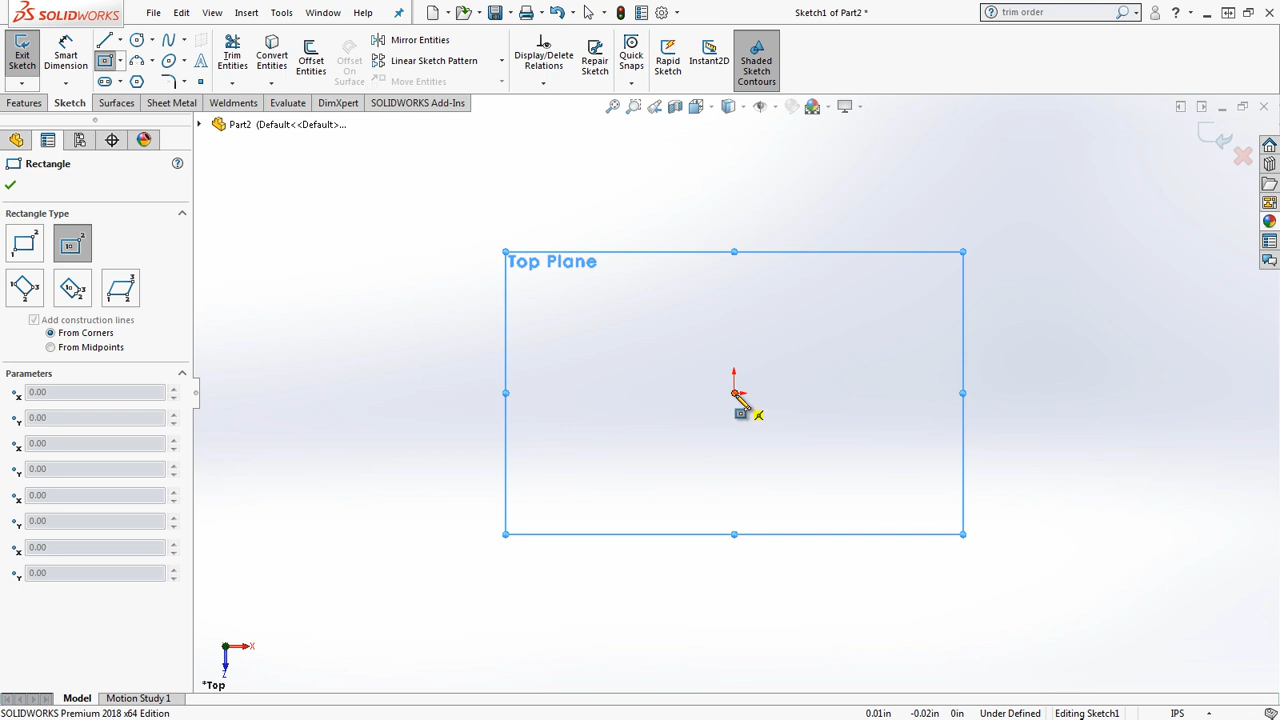 SOLIDWORKS File Edit View Insert Tools Window Help Sketch1 of Part2 * trim order
Exit Sketch Smart Dimension Trim Entities Convert Entities Offset Entities Offset On Surface Mirror Entities Linear Sketch Pattern Move Entities Display/Delete Relations Repair Sketch Quick Snaps Rapid Sketch Instant2D Shaded Sketch Contours
Features Sketch Surfaces Sheet Metal Weldments Evaluate DimXpert SOLIDWORKS Add-Ins
Part2 (Default<<Default>...
Rectangle
Rectangle Type
Add construction lines
From Corners
From Midpoints
Parameters
x 0.00
Y 0.00
x 0.00
Y 0.00
x 0.00
Y 0.00
x 0.00
Y 0.00
Top Plane
X
Z
*Top
Model Motion Study 1
SOLIDWORKS Premium 2018 x64 Edition 0.01in -0.02in 0in Under Defined Editing Sketch1 IPS